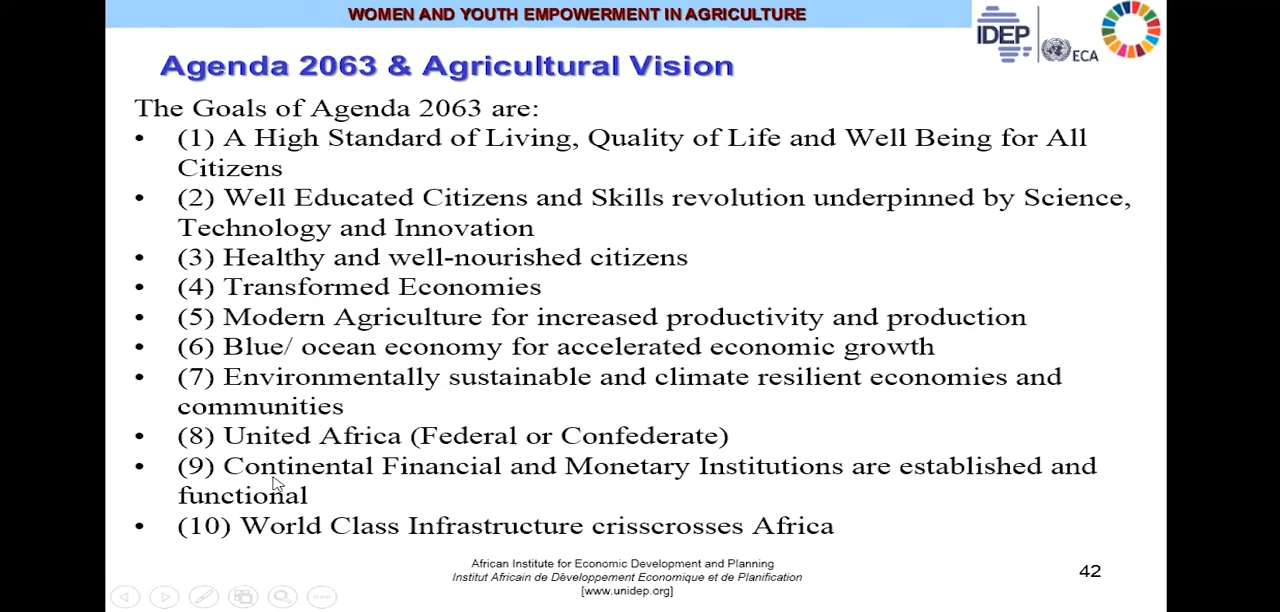 WOMEN AND YOUTH EMPOWERMENT IN AGRICULTURE
IDEP
ECA
Agenda 2063 & Agricultural Vision
The Goals of Agenda 2063 are:
• (1) A High Standard of Living, Quality of Life and Well Being for All
Citizens
• (2) Well Educated Citizens and Skills revolution underpinned by Science,
Technology and Innovation
• (3) Healthy and well-nourished citizens
• (4) Transformed Economies
• (5) Modern Agriculture for increased productivity and production
• (6) Blue/ ocean economy for accelerated economic growth
• (7) Environmentally sustainable and climate resilient economies and
communities
• (8) United Africa (Federal or Confederate)
• (9) Continental Financial and Monetary Institutions are established and
functional
• (10) World Class Infrastructure crisscrosses Africa
African Institute for Economic Development and Planning
Institut Africain de Développement Economique et de Planification
[www.unidep.org]
42